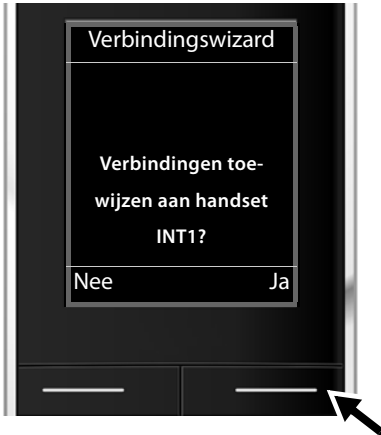 Verbindingswizard
Verbindingen toe-
wijzen aan handset
INT1?
Nee Ja